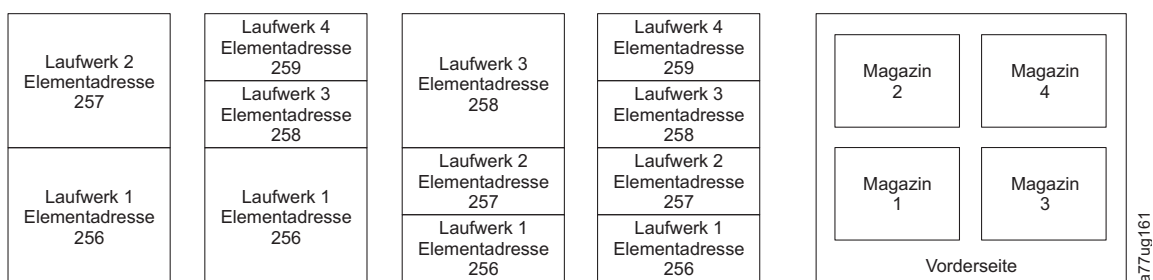 Laufwerk 2
Elementadresse
257
Laufwerk 1
Elementadresse
256
Laufwerk 4
Elementadresse
259
Laufwerk 3
Elementadresse
258
Laufwerk 1
Elementadresse
256
Laufwerk 3
Elementadresse
258
Laufwerk 2
Elementadresse
257
Laufwerk 1
Elementadresse
256
Laufwerk 4
Elementadresse
259
Laufwerk 3
Elementadresse
258
Laufwerk 2
Elementadresse
257
Laufwerk 1
Elementadresse
256
Magazin
2
Magazin
4
Magazin
1
Magazin
3
Vorderseite
a77ug161